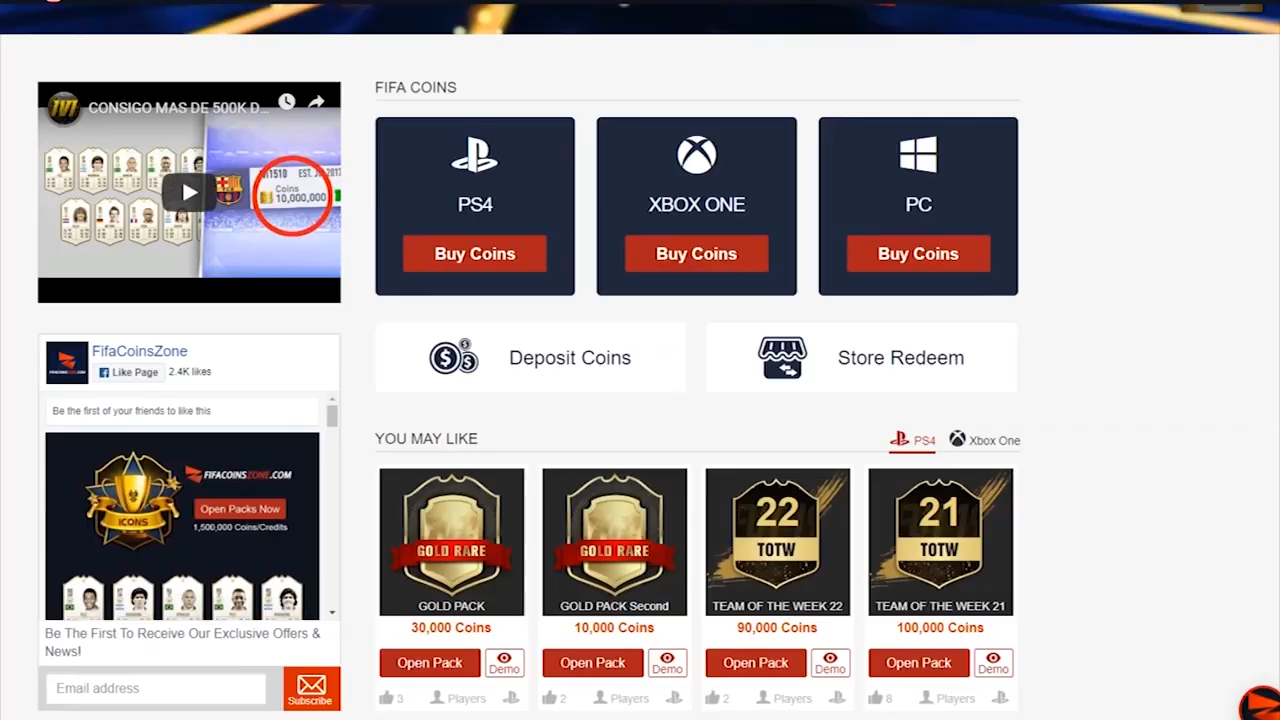 CONSIGO MAS DE 500K D...
EST. JUL 2017
Coins
10,000,000
FifaCoinsZone
Like Page
2.4K likes
Be the first of your friends to like this
FIFACOINSZONE.COM
Open Packs Now
1,500,000 Coins/Credits
ICONS
Be The First To Receive Our Exclusive Offers &
News!
Email address
Subscribe
FIFA COINS
PS4
XBOX ONE
PC
Buy Coins
Buy Coins
Buy Coins
Deposit Coins
Store Redeem
YOU MAY LIKE
PS4
Xbox One
GOLD RARE
GOLD RARE
22
TOTW
21
TOTW
GOLD PACK
GOLD PACK Second
TEAM OF THE WEEK 22
TEAM OF THE WEEK 21
30,000 Coins
10,000 Coins
90,000 Coins
100,000 Coins
Open Pack
Demo
Open Pack
Demo
Open Pack
Demo
Open Pack
Demo
3
Players
2
Players
2
Players
8
Players